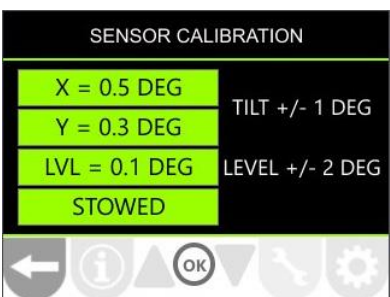 SENSOR CALIBRATION
X = 0.5 DEG
Y = 0.3 DEG
TILT +/- 1 DEG
LVL = 0.1 DEG
LEVEL +/- 2 DEG
STOWED
OK